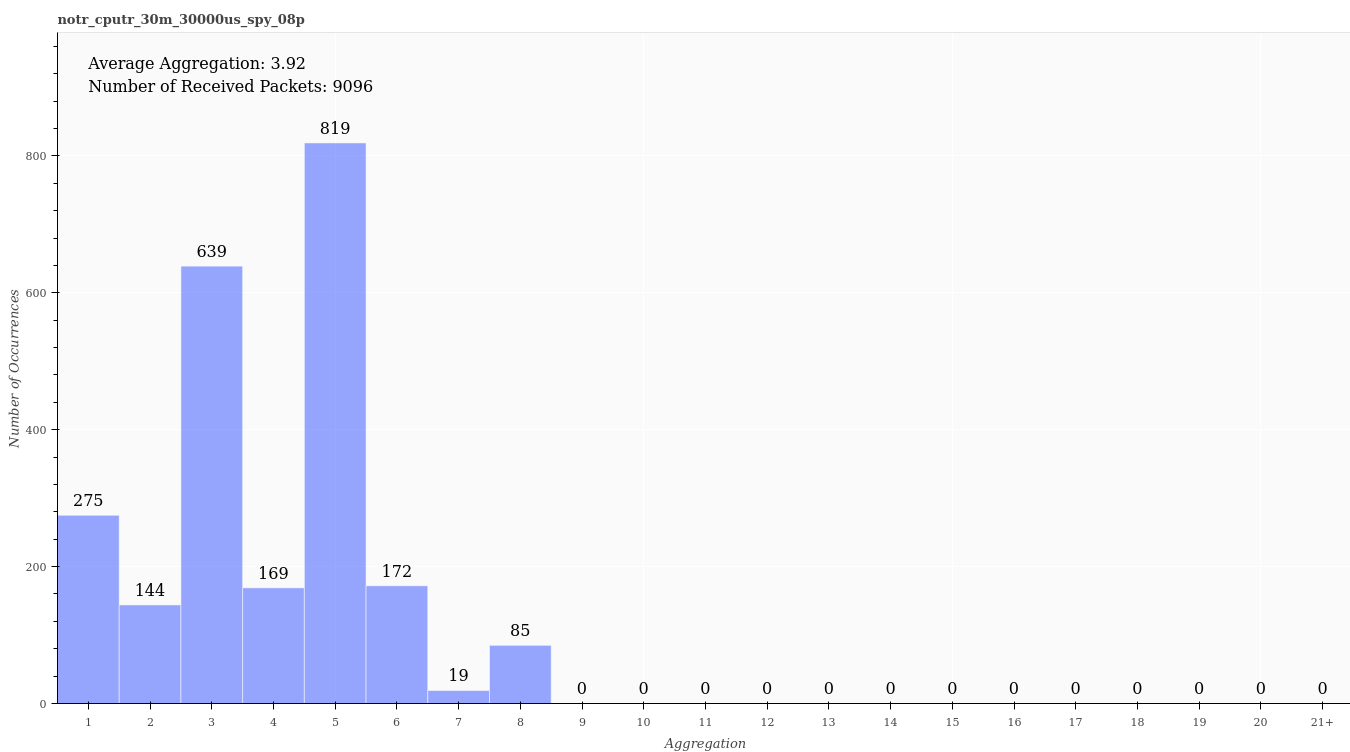 notr_cputr_30m_30000us_spy_08p
Average Aggregation: 3.92
Number of Received Packets: 9096
819
800
639
600
Number of Occurrences
400
275
200
144
169
172
85
19
0 0 0 0 0 0 0 0 0 0 0 0 0
0
1 2 3 4 5 6 7 8 9 10 11 12 13 14 15 16 17 18 19 20 21+
Aggregation